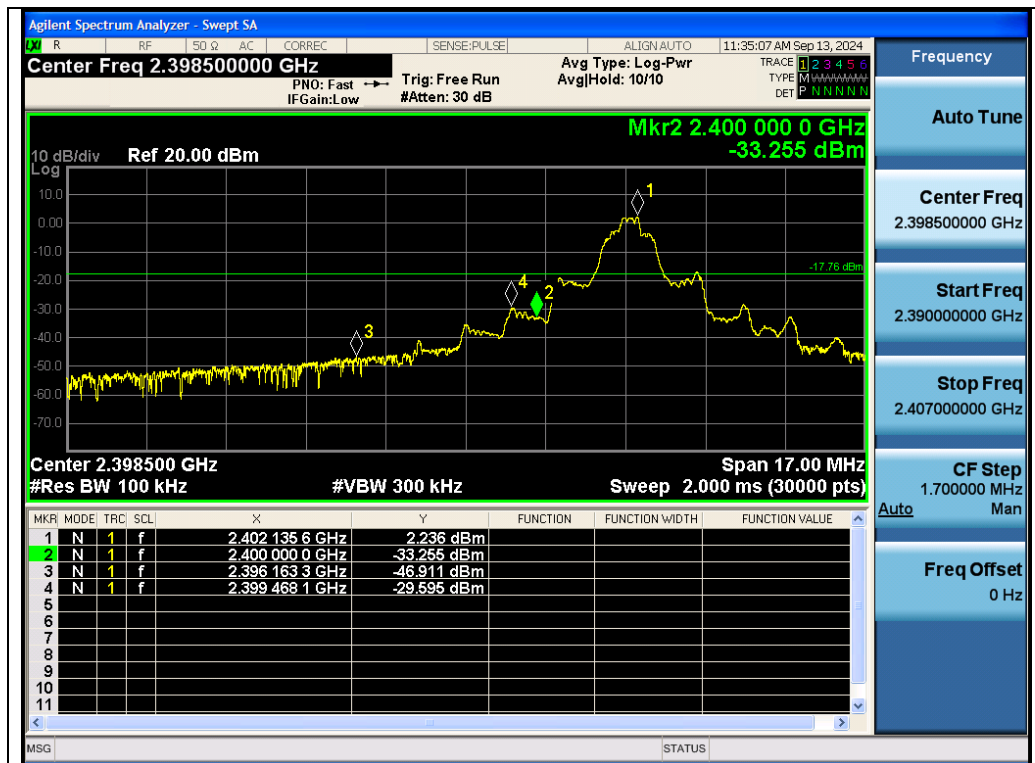 Agilent Spectrum Analyzer - Swept SA
LXI R RF 50 Ω AC CORREC SENSE:PULSE ALIGN AUTO 11:35:07 AM Sep 13, 2024
Center Freq 2.398500000 GHz
PNO: Fast
IFGain:Low
Trig: Free Run
#Atten: 30 dB
Avg Type: Log-Pwr
Avg|Hold: 10/10
TRACE 1 2 3 4 5 6
TYPE M WWWWW
DET P N N N N N
Mkr2 2.400 000 0 GHz
-33.255 dBm
10 dB/div Ref 20.00 dBm
Log
10.0
0.00
-10.0
-20.0
-30.0
-40.0
-50.0
-60.0
-70.0
1
2
3
4
-17.76 dBm
Center 2.398500 GHz Span 17.00 MHz
#Res BW 100 kHz #VBW 300 kHz Sweep 2.000 ms (30000 pts)
MKR MODE TRC SCL X Y FUNCTION FUNCTION WIDTH FUNCTION VALUE
1 N 1 f 2.402 135 6 GHz 2.236 dBm
2 N 1 f 2.400 000 0 GHz -33.255 dBm
3 N 1 f 2.396 163 3 GHz -46.911 dBm
4 N 1 f 2.399 468 1 GHz -29.595 dBm
5
6
7
8
9
10
11
MSG STATUS
Frequency
Auto Tune
Center Freq
2.398500000 GHz
Start Freq
2.390000000 GHz
Stop Freq
2.407000000 GHz
CF Step
1.700000 MHz
Auto Man
Freq Offset
0 Hz